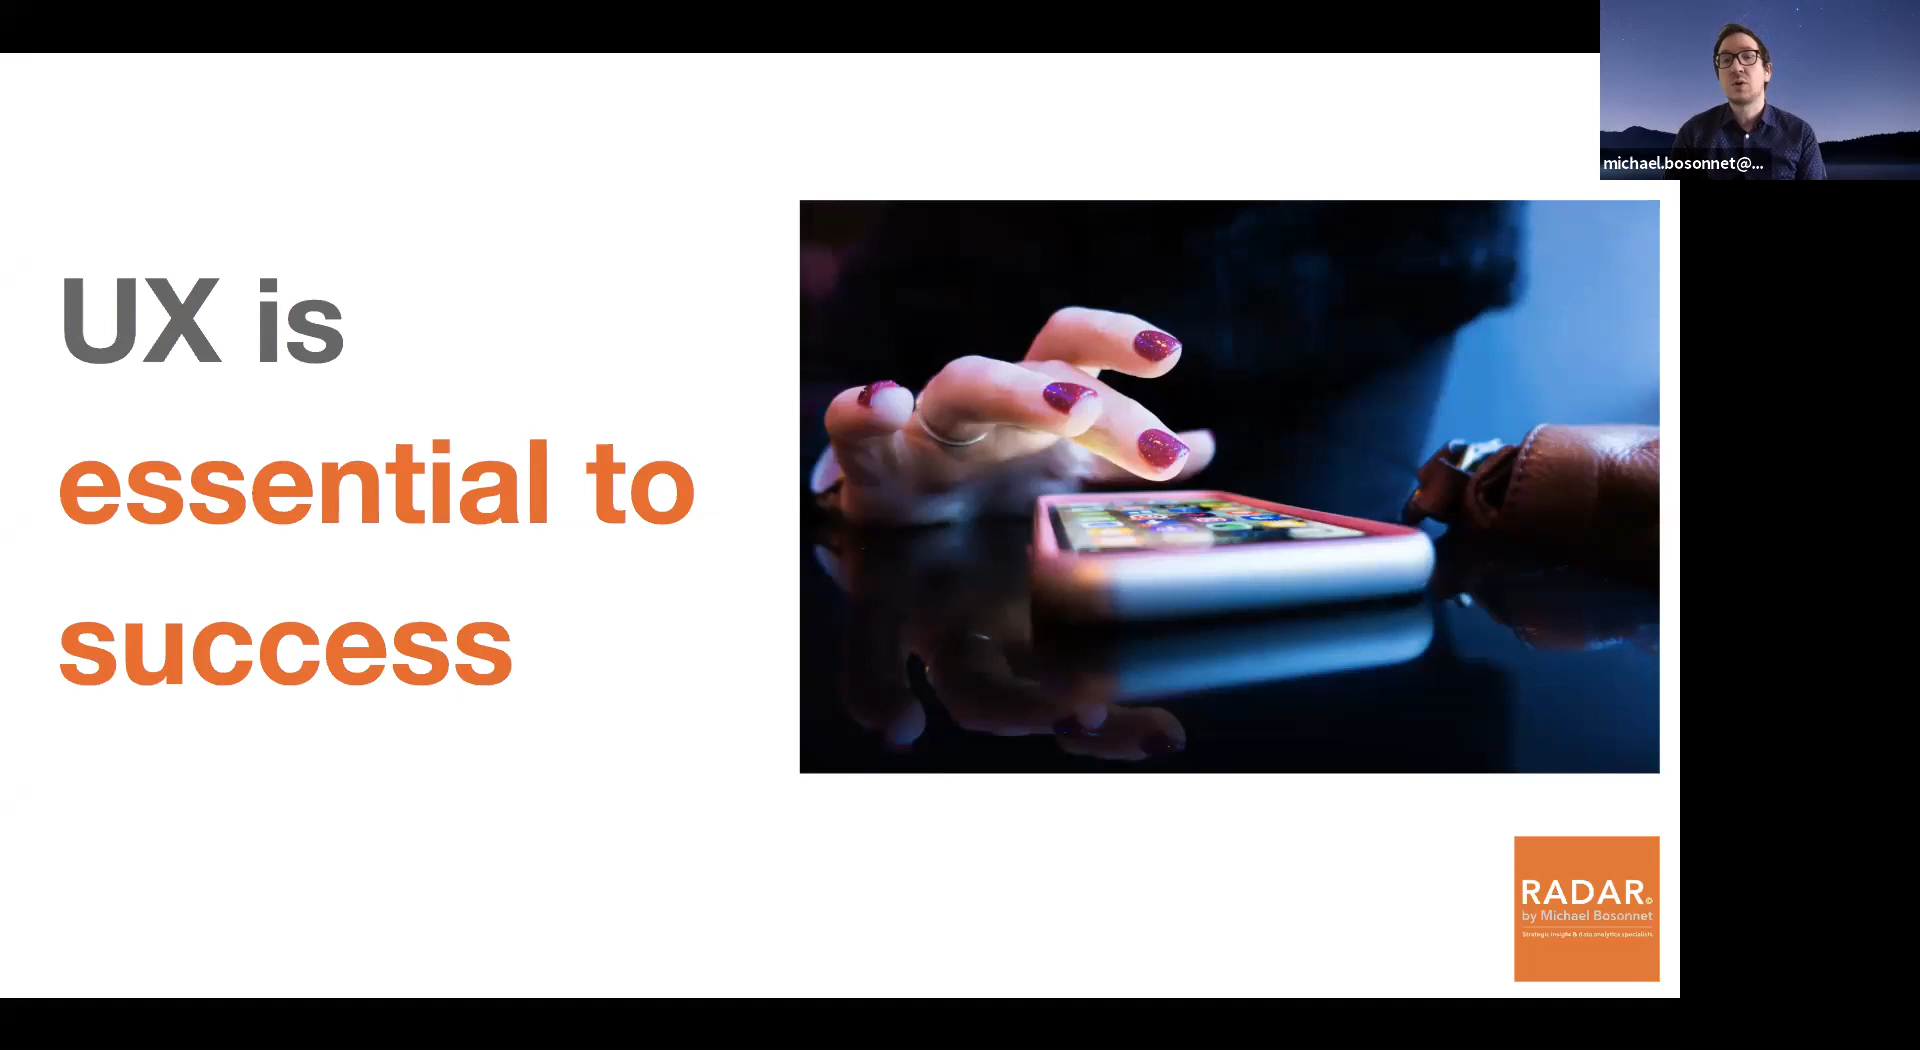 michael.bosonnet@...
UX is
essential to
success
RADAR©
by Michael Bosonnet
Strategic insight & data analytics specialists